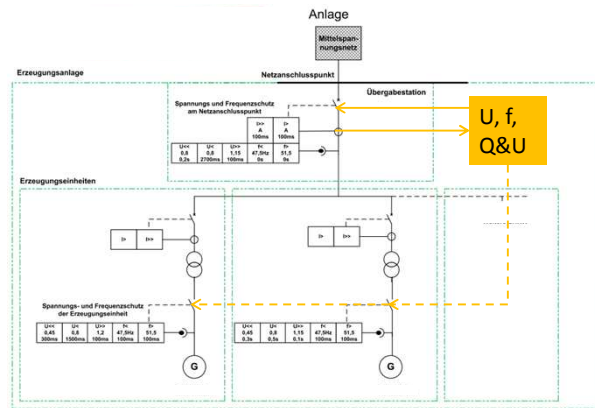 Anlage
Mittelspan-
nungsnetz
Erzeugungsanlage
Netzanschlusspunkt
Übergabestation
Spannungs und Frequenzschutz
am Netzanschlusspunkt
I>> I>
A A
100ms 100ms
U<< U< U>> f< f>
0,8 0,8 1,15 47,5Hz 51,5
0,2s 2700ms 100ms 0s 0s
U, f,
Q&U
Erzeugungseinheiten
I> I>>
I> I>>
Spannungs- und Frequenzschutz
der Erzeugungseinheit
U<< U< U>> f< f>
0,45 0,8 1,2 47,5Hz 51,5
300ms 1500ms 100ms 100ms 100ms
U<< U< U>> f< f>
0,45 0,8 1,15 47,5Hz 51,5
0,3s 0,5s 0,1s 100ms 100ms
G
G